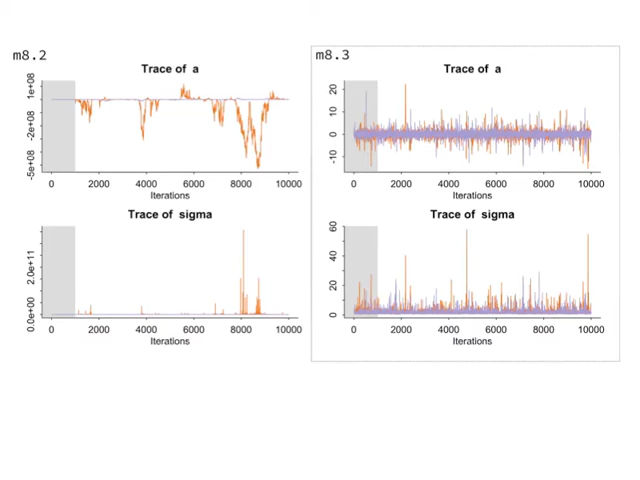 m8.2
Trace of a
1e+08
-2e+08
-5e+08
0 2000 4000 6000 8000 10000
Iterations
Trace of sigma
2.0e+11
0.0e+00
0 2000 4000 6000 8000 10000
Iterations
m8.3
Trace of a
20
10
0
-10
0 2000 4000 6000 8000 10000
Iterations
Trace of sigma
60
40
20
0
0 2000 4000 6000 8000 10000
Iterations